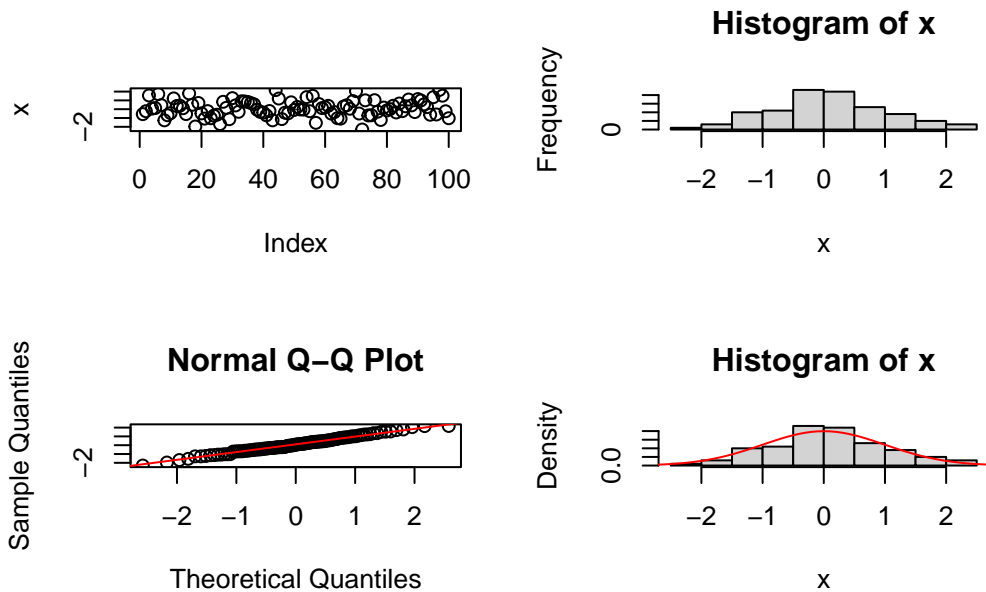 x
−2
0 20 40 60 80 100
Index
Histogram of x
Frequency
0
−2 −1 0 1 2
x
Normal Q−Q Plot
Sample Quantiles
−2
−2 −1 0 1 2
Theoretical Quantiles
Histogram of x
Density
0.0
−2 −1 0 1 2
x